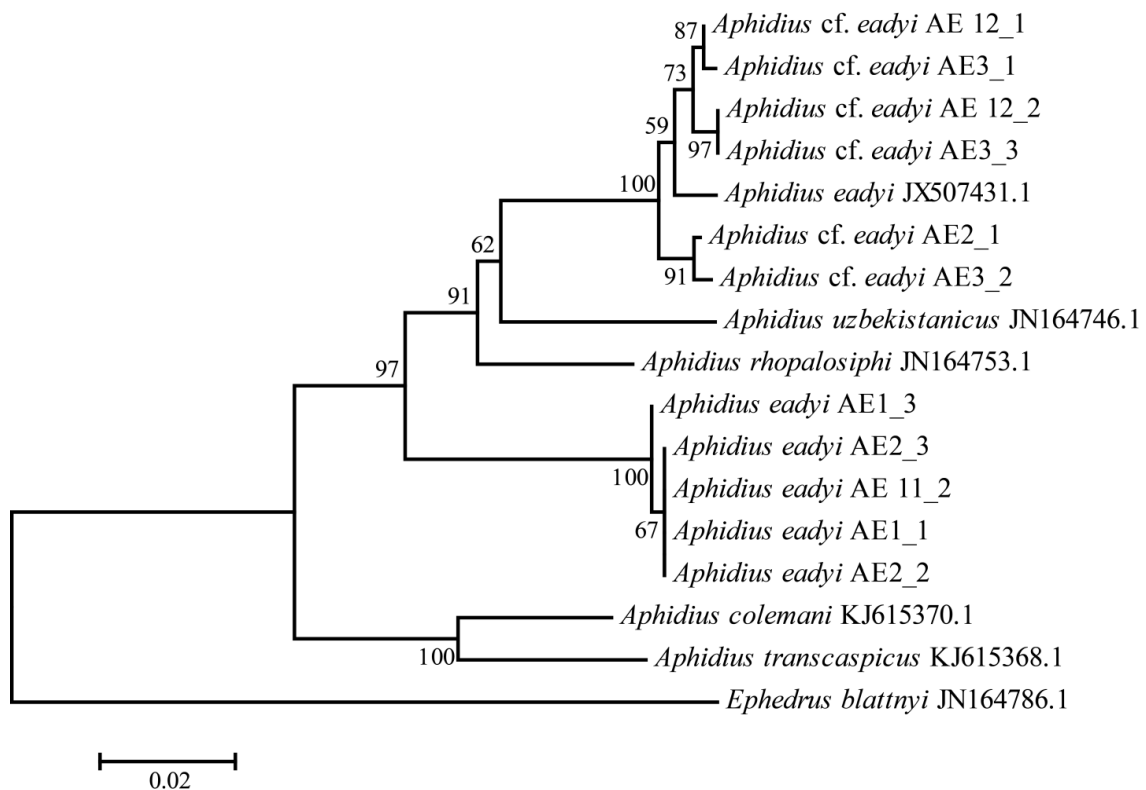 Aphidius cf. eadyi AE 12_1
87
Aphidius cf. eadyi AE3_1
73
Aphidius cf. eadyi AE 12_2
59
97
Aphidius cf. eadyi AE3_3
100
Aphidius eadyi JX507431.1
62
Aphidius cf. eadyi AE2_1
91
Aphidius cf. eadyi AE3_2
91
Aphidius uzbekistanicus JN164746.1
97
Aphidius rhopalosiphi JN164753.1
Aphidius eadyi AE1_3
Aphidius eadyi AE2_3
100
Aphidius eadyi AE 11_2
67
Aphidius eadyi AE1_1
Aphidius eadyi AE2_2
Aphidius colemani KJ615370.1
100
Aphidius transcaspicus KJ615368.1
Ephedrus blattnyi JN164786.1
0.02